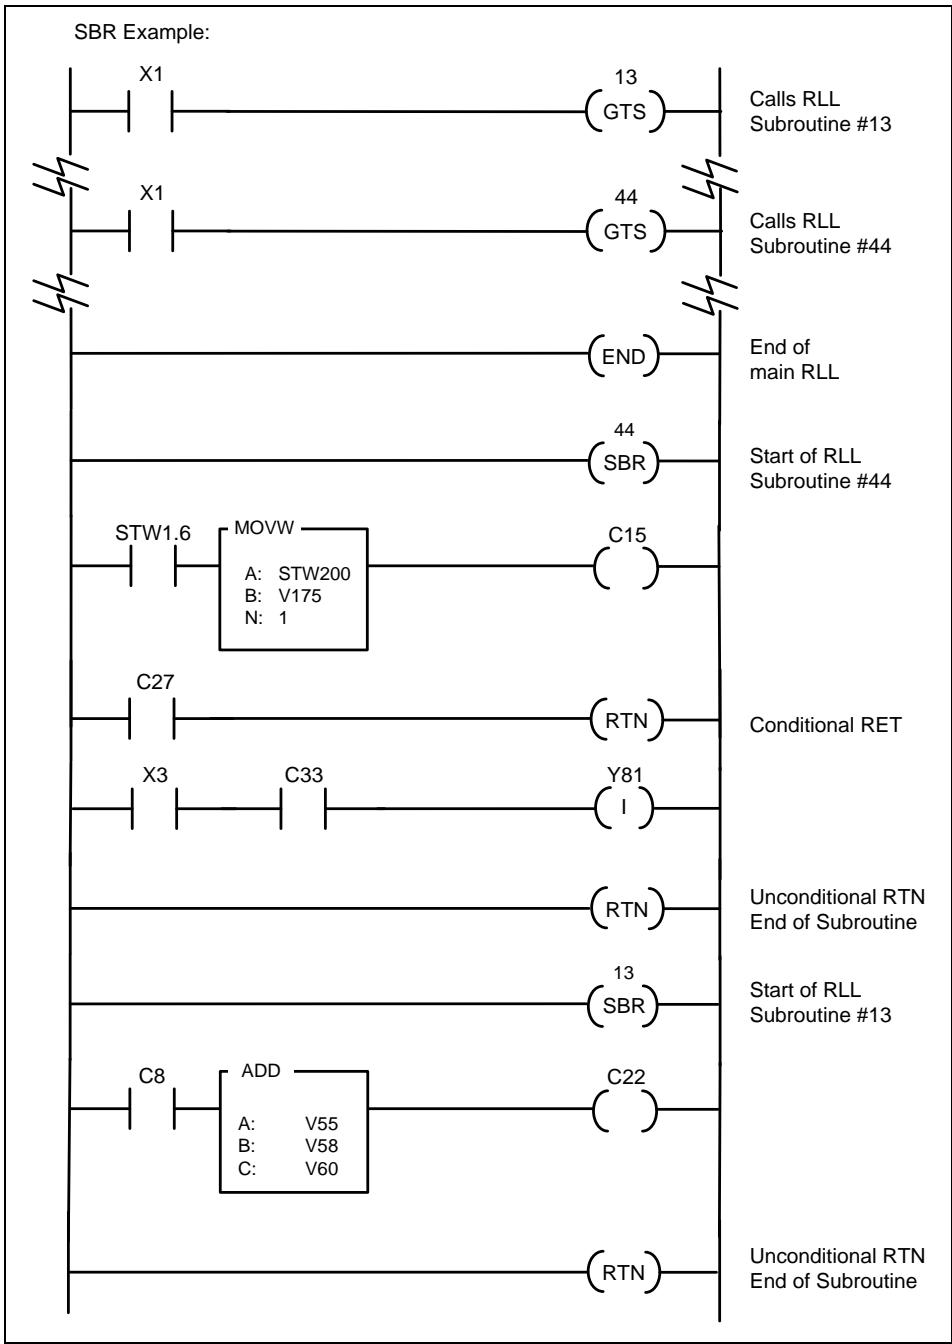 SBR Example:
X1
13
GTS
Calls RLL
Subroutine #13
X1
44
GTS
Calls RLL
Subroutine #44
END
End of
main RLL
44
SBR
Start of RLL
Subroutine #44
STW1.6
MOVW
A: STW200
B: V175
N: 1
C15
C27
RTN
Conditional RET
X3
C33
Y81
I
RTN
Unconditional RTN
End of Subroutine
13
SBR
Start of RLL
Subroutine #13
C8
ADD
A: V55
B: V58
C: V60
C22
RTN
Unconditional RTN
End of Subroutine